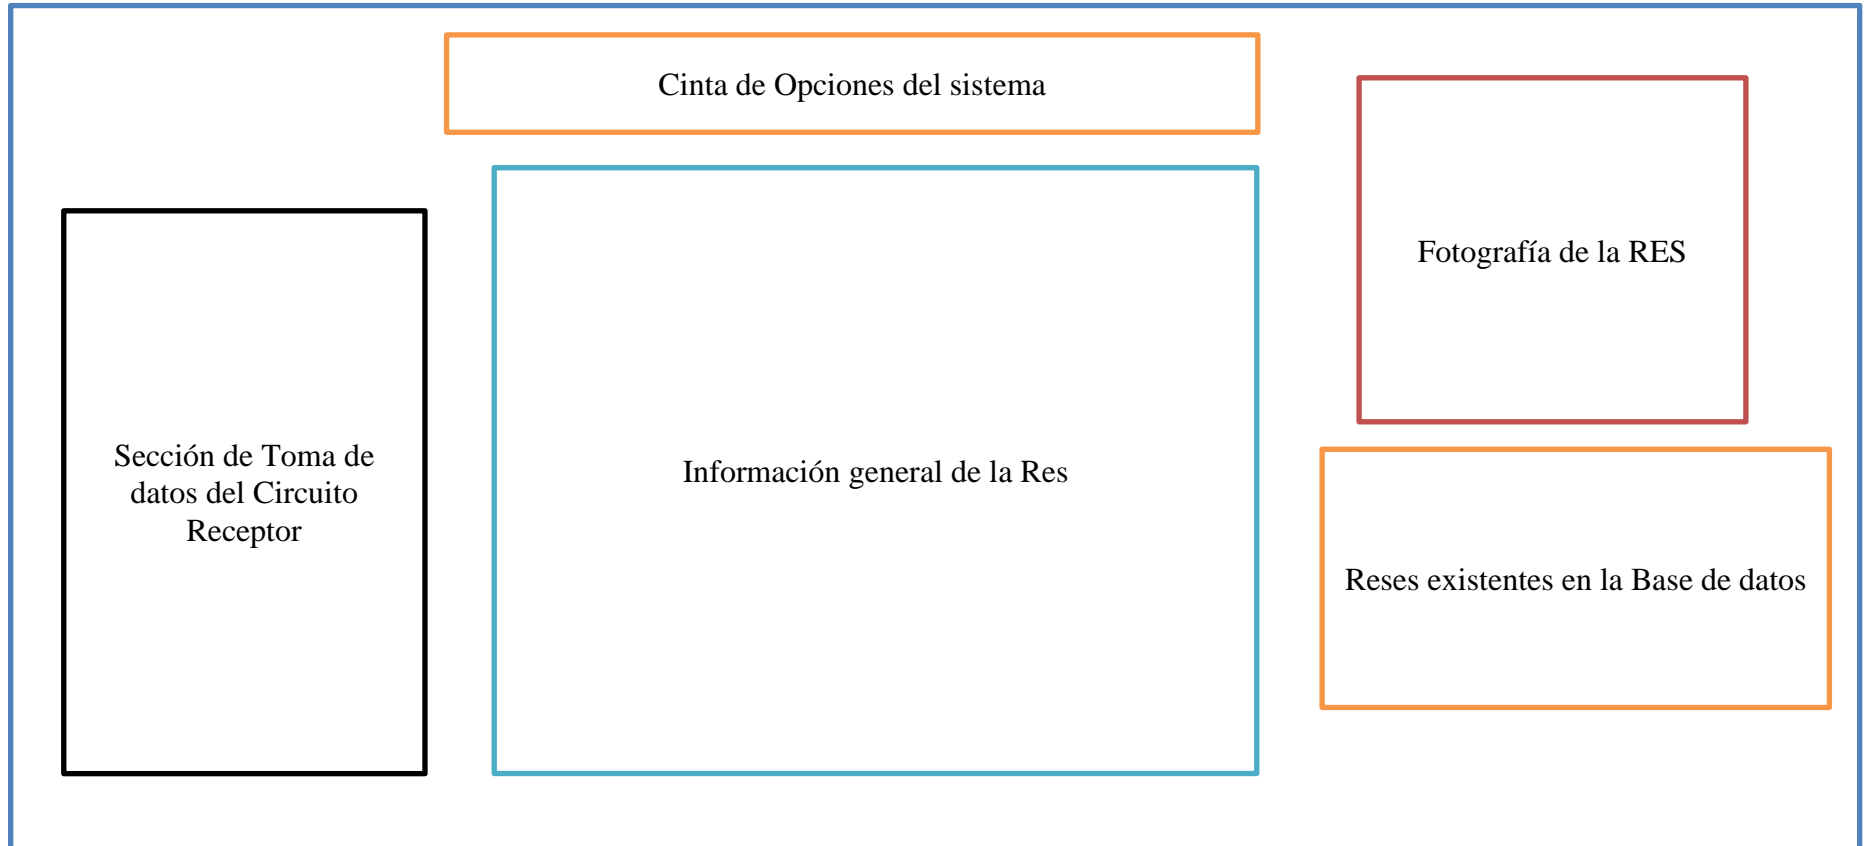 Cinta de Opciones del sistema
Fotografía de la RES
Sección de Toma de
datos del Circuito
Receptor
Információn general de la Res
Reses existentes en la Base de datos